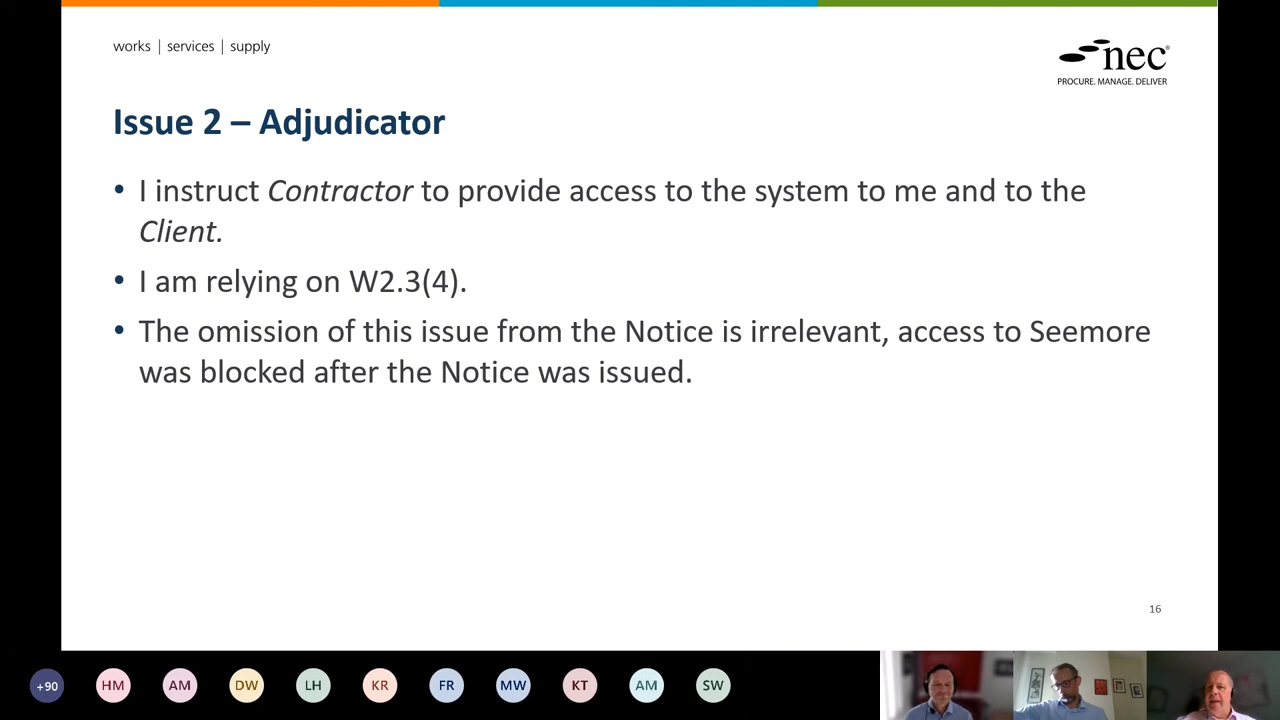 works | services | supply
nec®
PROCURE. MANAGE. DELIVER
Issue 2 – Adjudicator
• I instruct Contractor to provide access to the system to me and to the
Client.
• I am relying on W2.3(4).
• The omission of this issue from the Notice is irrelevant, access to Seemore
was blocked after the Notice was issued.
16
+90 HM AM DW LH KR FR MW KT AM SW